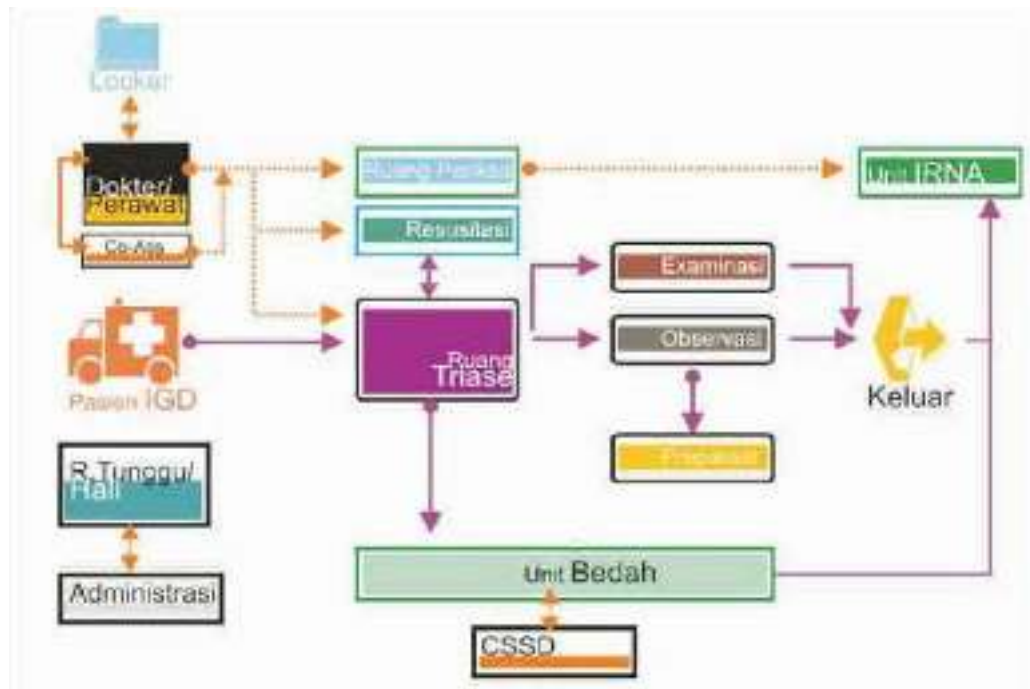 Locker
Dokter/
Perawat
Co-Ass
Ruang Periksa
Unit IRNA
Resusitasi
Examinasi
Ruang
Triase
Observasi
Pasien IGD
Keluar
R.Tunggu/
Hall
Administrasi
Unit Bedah
CSSD